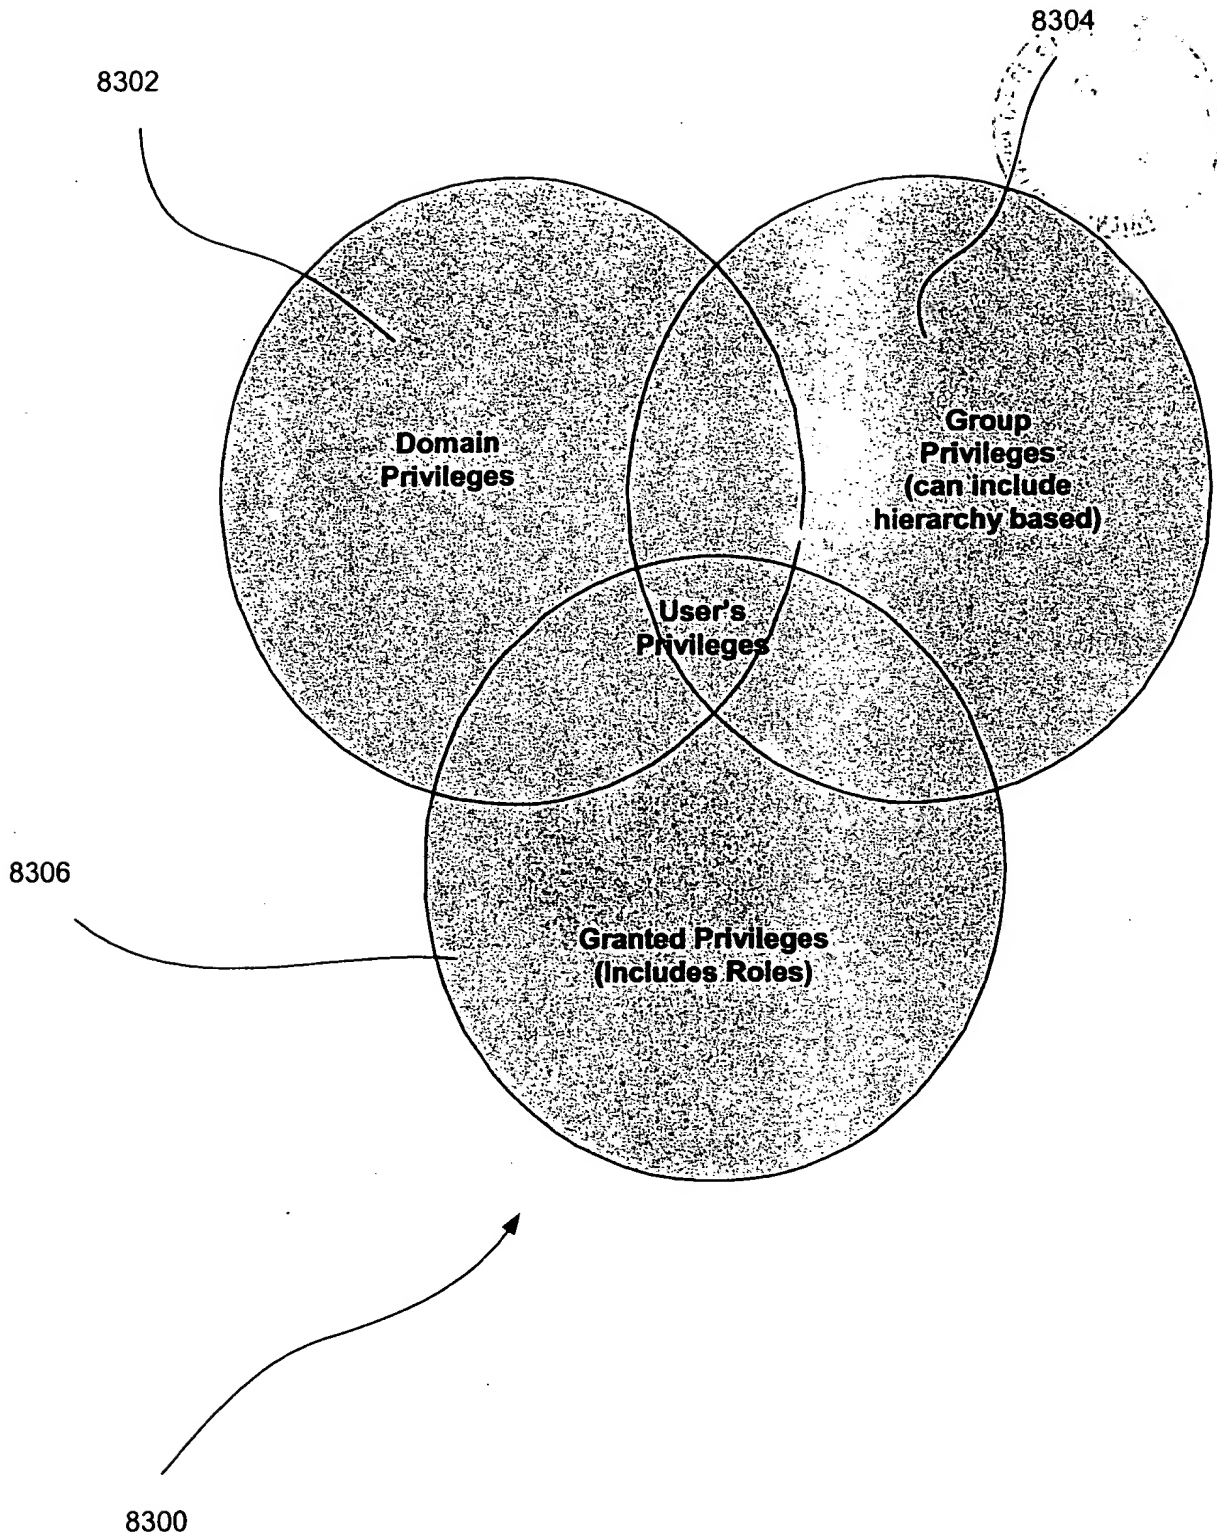 8304
8302
Domain
Privileges
Group
Privileges
(can include
hierarchy based)
User's
Privileges
8306
Granted Privileges
(Includes Roles)
8300